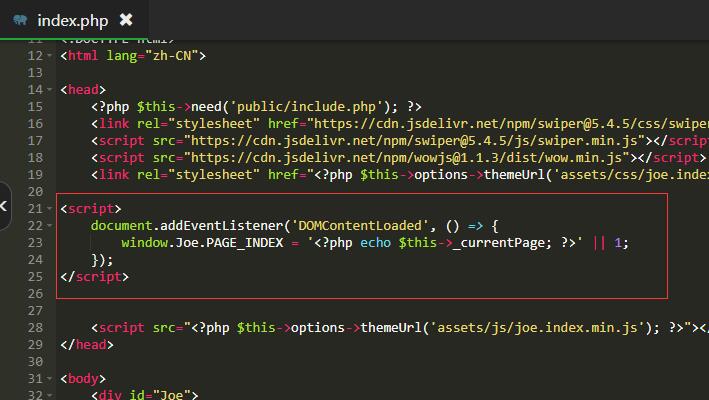 index.php
12 <html lang="zh-CN">
13
14 <head>
15 <?php $this->need('public/include.php'); ?>
16 <link rel="stylesheet" href="https://cdn.jsdelivr.net/npm/swiper@5.4.5/css/swiper
17 <script src="https://cdn.jsdelivr.net/npm/swiper@5.4.5/js/swiper.min.js"></scrip
18 <script src="https://cdn.jsdelivr.net/npm/wowjs@1.1.3/dist/wow.min.js"></script>
19 <link rel="stylesheet" href="<?php $this->options->themeUrl('assets/css/joe.index
20
21 <script>
22 document.addEventListener('DOMContentLoaded', () => {
23 window.Joe.PAGE_INDEX = '<?php echo $this->_currentPage; ?>' || 1;
24 });
25 </script>
26
27
28 <script src="<?php $this->options->themeUrl('assets/js/joe.index.min.js'); ?>"></
29 </head>
30
31 <body>
32 <div id="Joe">